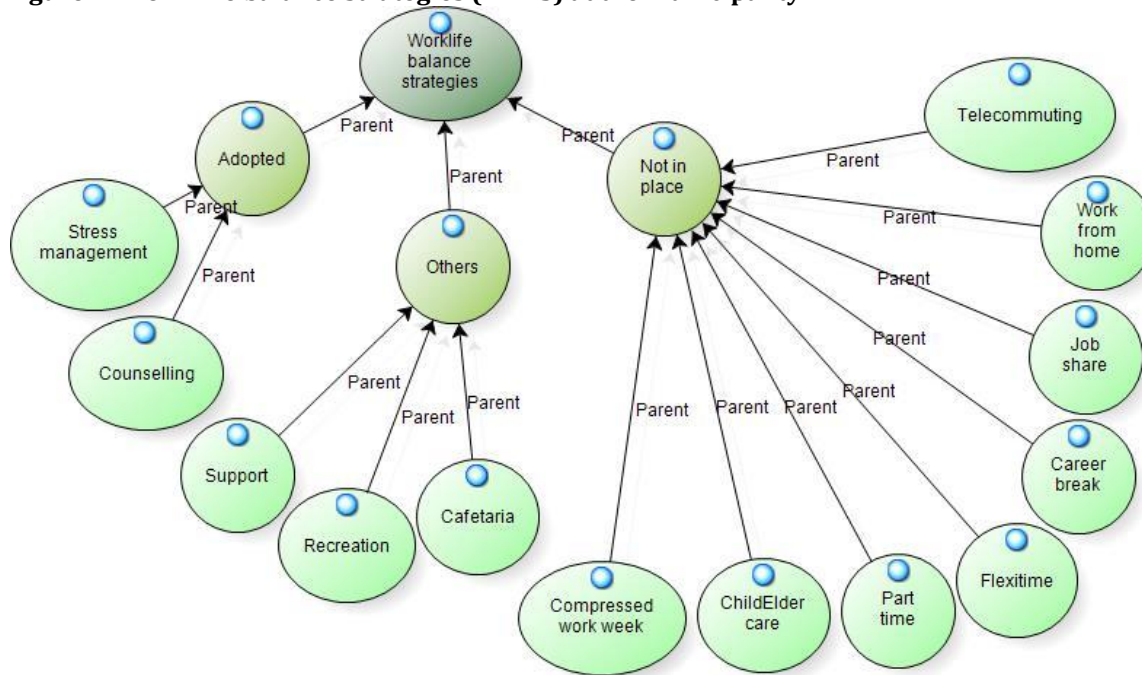 balance strategies
Worklife
balance
strategies
Parent
Parent
Parent
Adopted
Not in
place
Telecommuting
Parent
Parent
Stress
management
Parent
Others
Work
from
home
Parent
Parent
Counselling
Job
share
Parent
Parent
Parent
Parent
Parent
Parent
Parent
Parent
Support
Career
break
Recreation
Cafetaria
Flexitime
Compressed
work week
ChildElder
care
Part
time